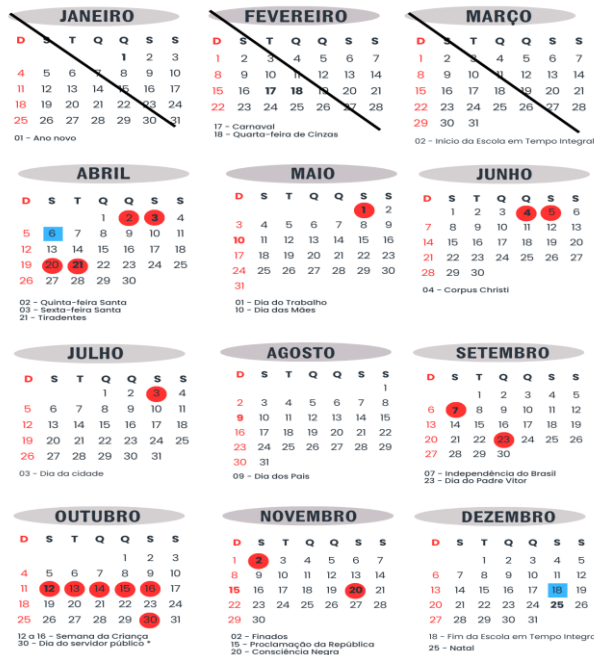 JANEIRO
D S T Q Q S S
1 2 3
4 5 6 7 8 9 10
11 12 13 14 15 16 17
18 19 20 21 22 23 24
25 26 27 28 29 30 31
01 - Ano novo
FEVEREIRO
D S T Q Q S S
1 2 3 4 5 6 7
8 9 10 11 12 13 14
15 16 17 18 19 20 21
22 23 24 25 26 27 28
17 - Carnaval
18 - Quarta-feira de Cinzas
MARÇO
D S T Q Q S S
1 2 3 4 5 6 7
8 9 10 11 12 13 14
15 16 17 18 19 20 21
22 23 24 25 26 27 28
29 30 31
02 - Inicio da Escola em Tempo Integral
ABRIL
D S T Q Q S S
1 2 3 4
5 6 7 8 9 10 11
12 13 14 15 16 17 18
19 20 21 22 23 24 25
26 27 28 29 30
02 - Quinta-feira Santa
03 - Sexta-feira Santa
21 - Tiradentes
MAIO
D S T Q Q S S
1 2
3 4 5 6 7 8 9
10 11 12 13 14 15 16
17 18 19 20 21 22 23
24 25 26 27 28 29 30
31
01 - Dia do Trabalho
10 - Dia das Mães
JUNHO
D S T Q Q S S
1 2 3 4 5 6
7 8 9 10 11 12 13
14 15 16 17 18 19 20
21 22 23 24 25 26 27
28 29 30
04 - Corpus Christi
JULHO
D S T Q Q S S
1 2 3 4
5 6 7 8 9 10 11
12 13 14 15 16 17 18
19 20 21 22 23 24 25
26 27 28 29 30 31
03 - Dia da cidade
AGOSTO
D S T Q Q S S
1
2 3 4 5 6 7 8
9 10 11 12 13 14 15
16 17 18 19 20 21 22
23 24 25 26 27 28 29
30 31
09 - Dia dos Pais
SETEMBRO
D S T Q Q S S
1 2 3 4 5
6 7 8 9 10 11 12
13 14 15 16 17 18 19
20 21 22 23 24 25 26
27 28 29 30
07 - Independência do Brasil
23 - Dia do Padre Vitor
OUTUBRO
D S T Q Q S S
1 2 3
4 5 6 7 8 9 10
11 12 13 14 15 16 17
18 19 20 21 22 23 24
25 26 27 28 29 30 31
12 a 16 - Semana da Criança
30 - Dia do servidor público *
NOVEMBRO
D S T Q Q S S
1 2 3 4 5 6 7
8 9 10 11 12 13 14
15 16 17 18 19 20 21
22 23 24 25 26 27 28
29 30
02 - Finados
15 - Proclamação da República
20 - Consciência Negra
DEZEMBRO
D S T Q Q S S
1 2 3 4 5
6 7 8 9 10 11 12
13 14 15 16 17 18 19
20 21 22 23 24 25 26
27 28 29 30 31
18 - Fim da Escola em Tempo Integra
25 - Natal